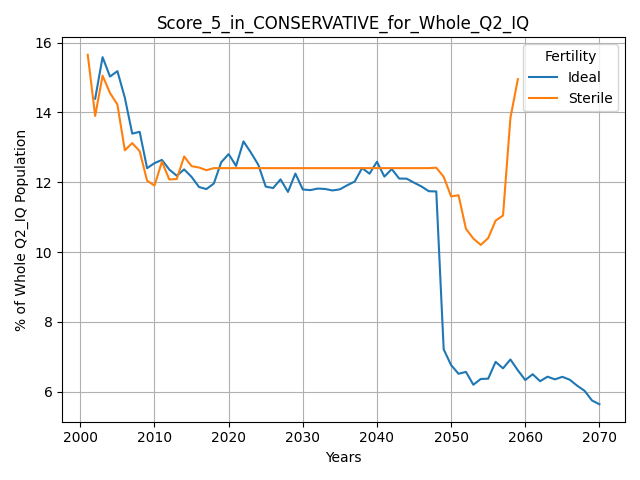 Score_5_in_CONSERVATIVE_for_Whole_Q2_IQ
% of Whole Q2_IQ Population
16
14
12
10
8
6
Fertility
Ideal
Sterile
2000 2010 2020 2030 2040 2050 2060 2070
Years